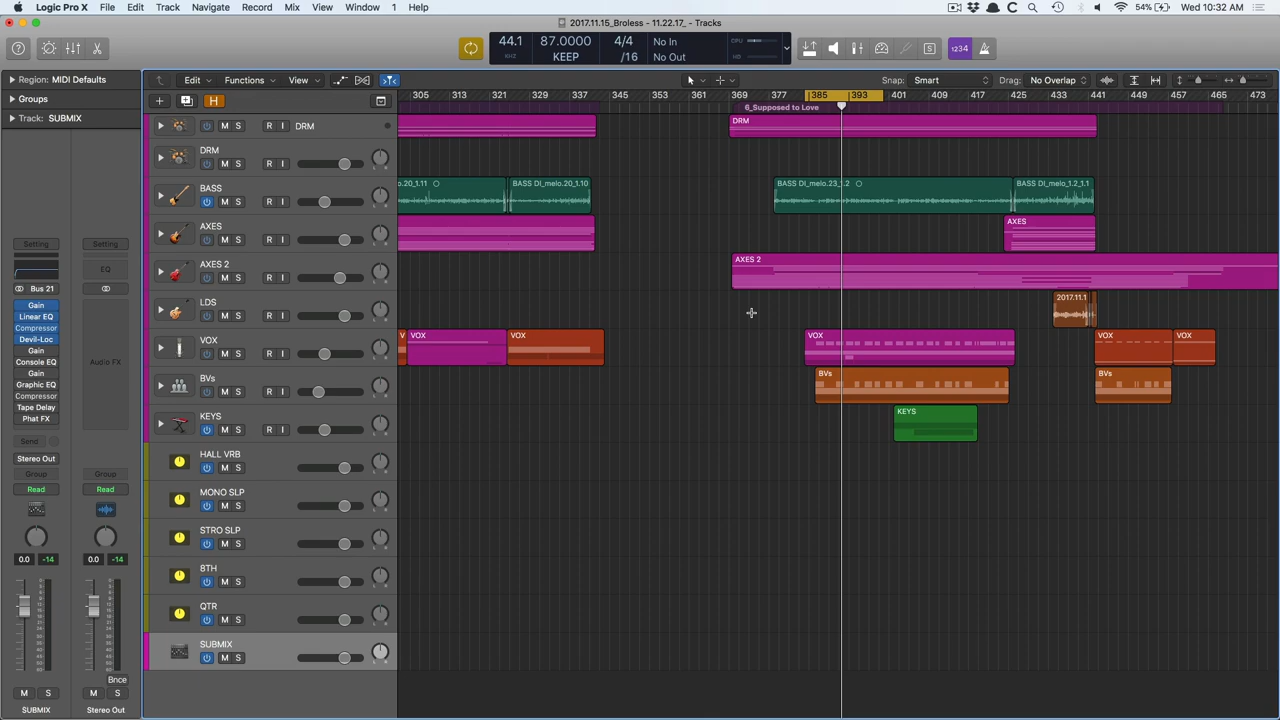 Logic Pro X File Edit Track Navigate Record Mix View Window 1 Help 54% Wed 10:32 AM
2017.11.15_Broless - 11.22.17_ - Tracks
44.1 KHZ 87.0000 KEEP 4/4 /16 No In No Out CPU HD 1234
Region: MIDI Defaults
Groups
Track: SUBMIX
Edit Functions View Snap: Smart Drag: No Overlap
305 313 321 329 337 345 353 361 369 377 385 393 401 409 417 425 433 441 449 457 465 473
6_Supposed to Love
R I DRM
DRM
DRM
M S R I
BASS
M S R I
o.20_1.11 BASS DI_melo.20_1.10 BASS DI_melo.23_1.2 BASS DI_melo_1.2_1.1
AXES
M S R I
AXES
AXES 2
M S R I
AXES 2
LDS
M S R I
2017.11.1
VOX
M S R I
V VOX VOX VOX VOX VOX
BVs
M S R I
BVs BVs
KEYS
M S R I
KEYS
HALL VRB
M S
MONO SLP
M S
STRO SLP
M S
8TH
M S
QTR
M S
SUBMIX
M S
Setting Setting
EQ
Bus 21
Gain
Linear EQ
Compressor
Devil-Loc
Gain
Console EQ
Gain
Graphic EQ
Compressor
Tape Delay
Phat FX
Audio FX
Send
Stereo Out
Group Group
Read Read
0.0 -14 0.0 -14
Bnce
M S M S
SUBMIX Stereo Out